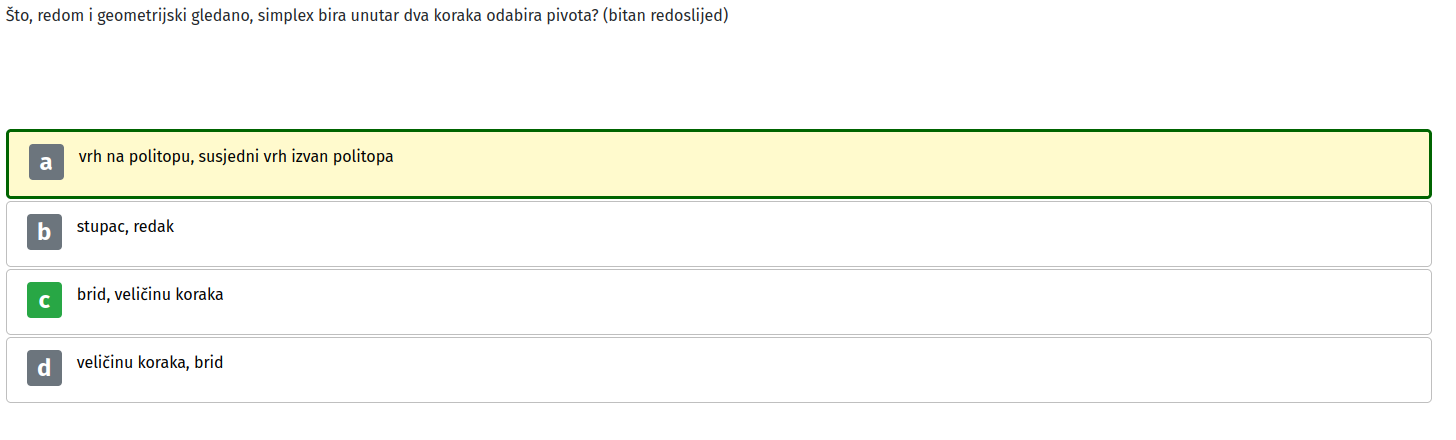 Što, redom i geometrijski gledano, simplex bira unutar dva koraka odabira pivota? (bitan redoslijed)
a vrh na politopu, susjedni vrh izvan politopa
b stupac, redak
c brid, veličinu koraka
d veličinu koraka, brid